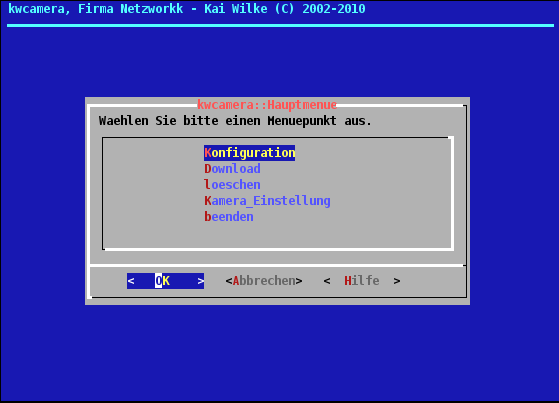 kwcamera, Firma Netzworkk - Kai Wilke (C) 2002-2010
kwcamera::Hauptmenue
Waehlen Sie bitte einen Menuepunkt aus.
Konfiguration
Download
loeschen
Kamera_Einstellung
beenden
< OK > <Abbrechen> < Hilfe >